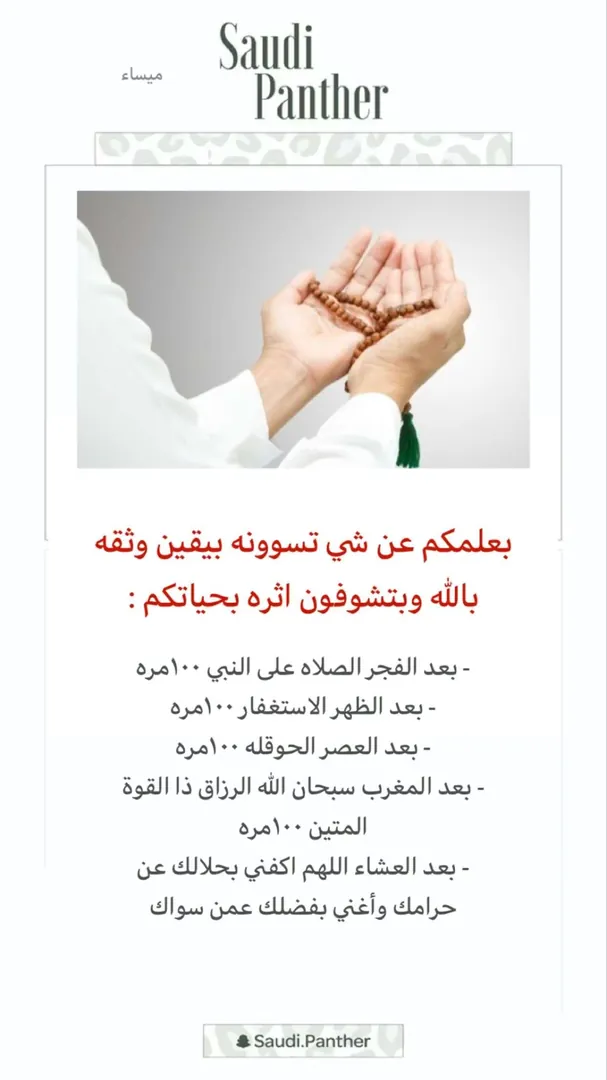 Saudi
ميساء
Panther
بعلمكم عن شي تسوونه بيقين وثقه
بالله وبتشوفون اثره بحياتكم :
- بعد الفجر الصلاه على النبي ١٠٠مره
- بعد الظهر الاستغفار ١٠٠مره
- بعد العصر الحوقله ١٠٠مره
- بعد المغرب سبحان الله الرزاق ذا القوة
المتين ١٠٠مره
- بعد العشاء اللهم اكفني بحلالك عن
حرامك وأغني بفضلك عمن سواك
Saudi.Panther